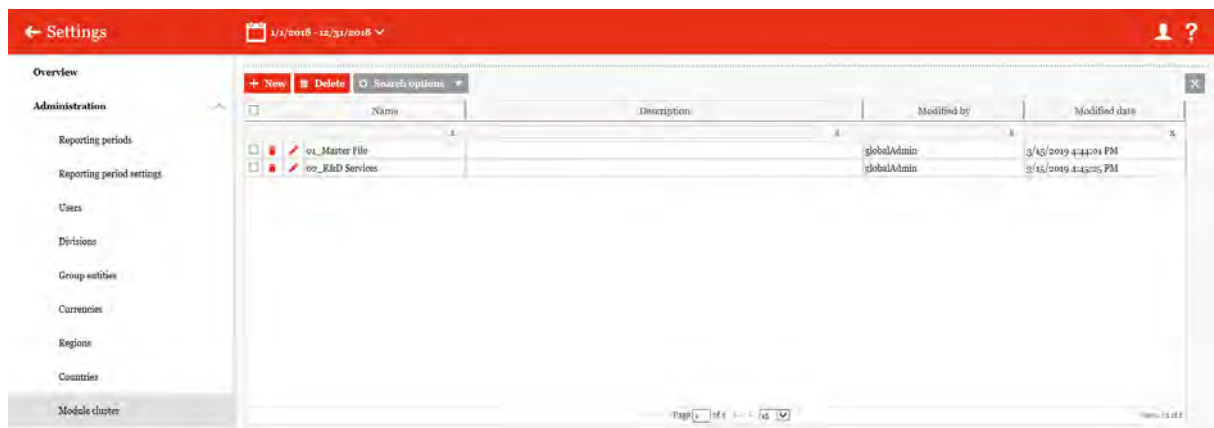 ← Settings
1/1/2018 - 12/31/2018
?
Overview
+ New Delete Search options
Administration
Name Description Modified by Modified date
Reporting periods
x x x x
01_Master File globalAdmin 3/15/2019 4:44:01 PM
02_R&D Services globalAdmin 3/15/2019 4:45:25 PM
Reporting period settings
Users
Divisions
Group entities
Currencies
Regions
Countries
Module cluster
Page 1 of 1 15